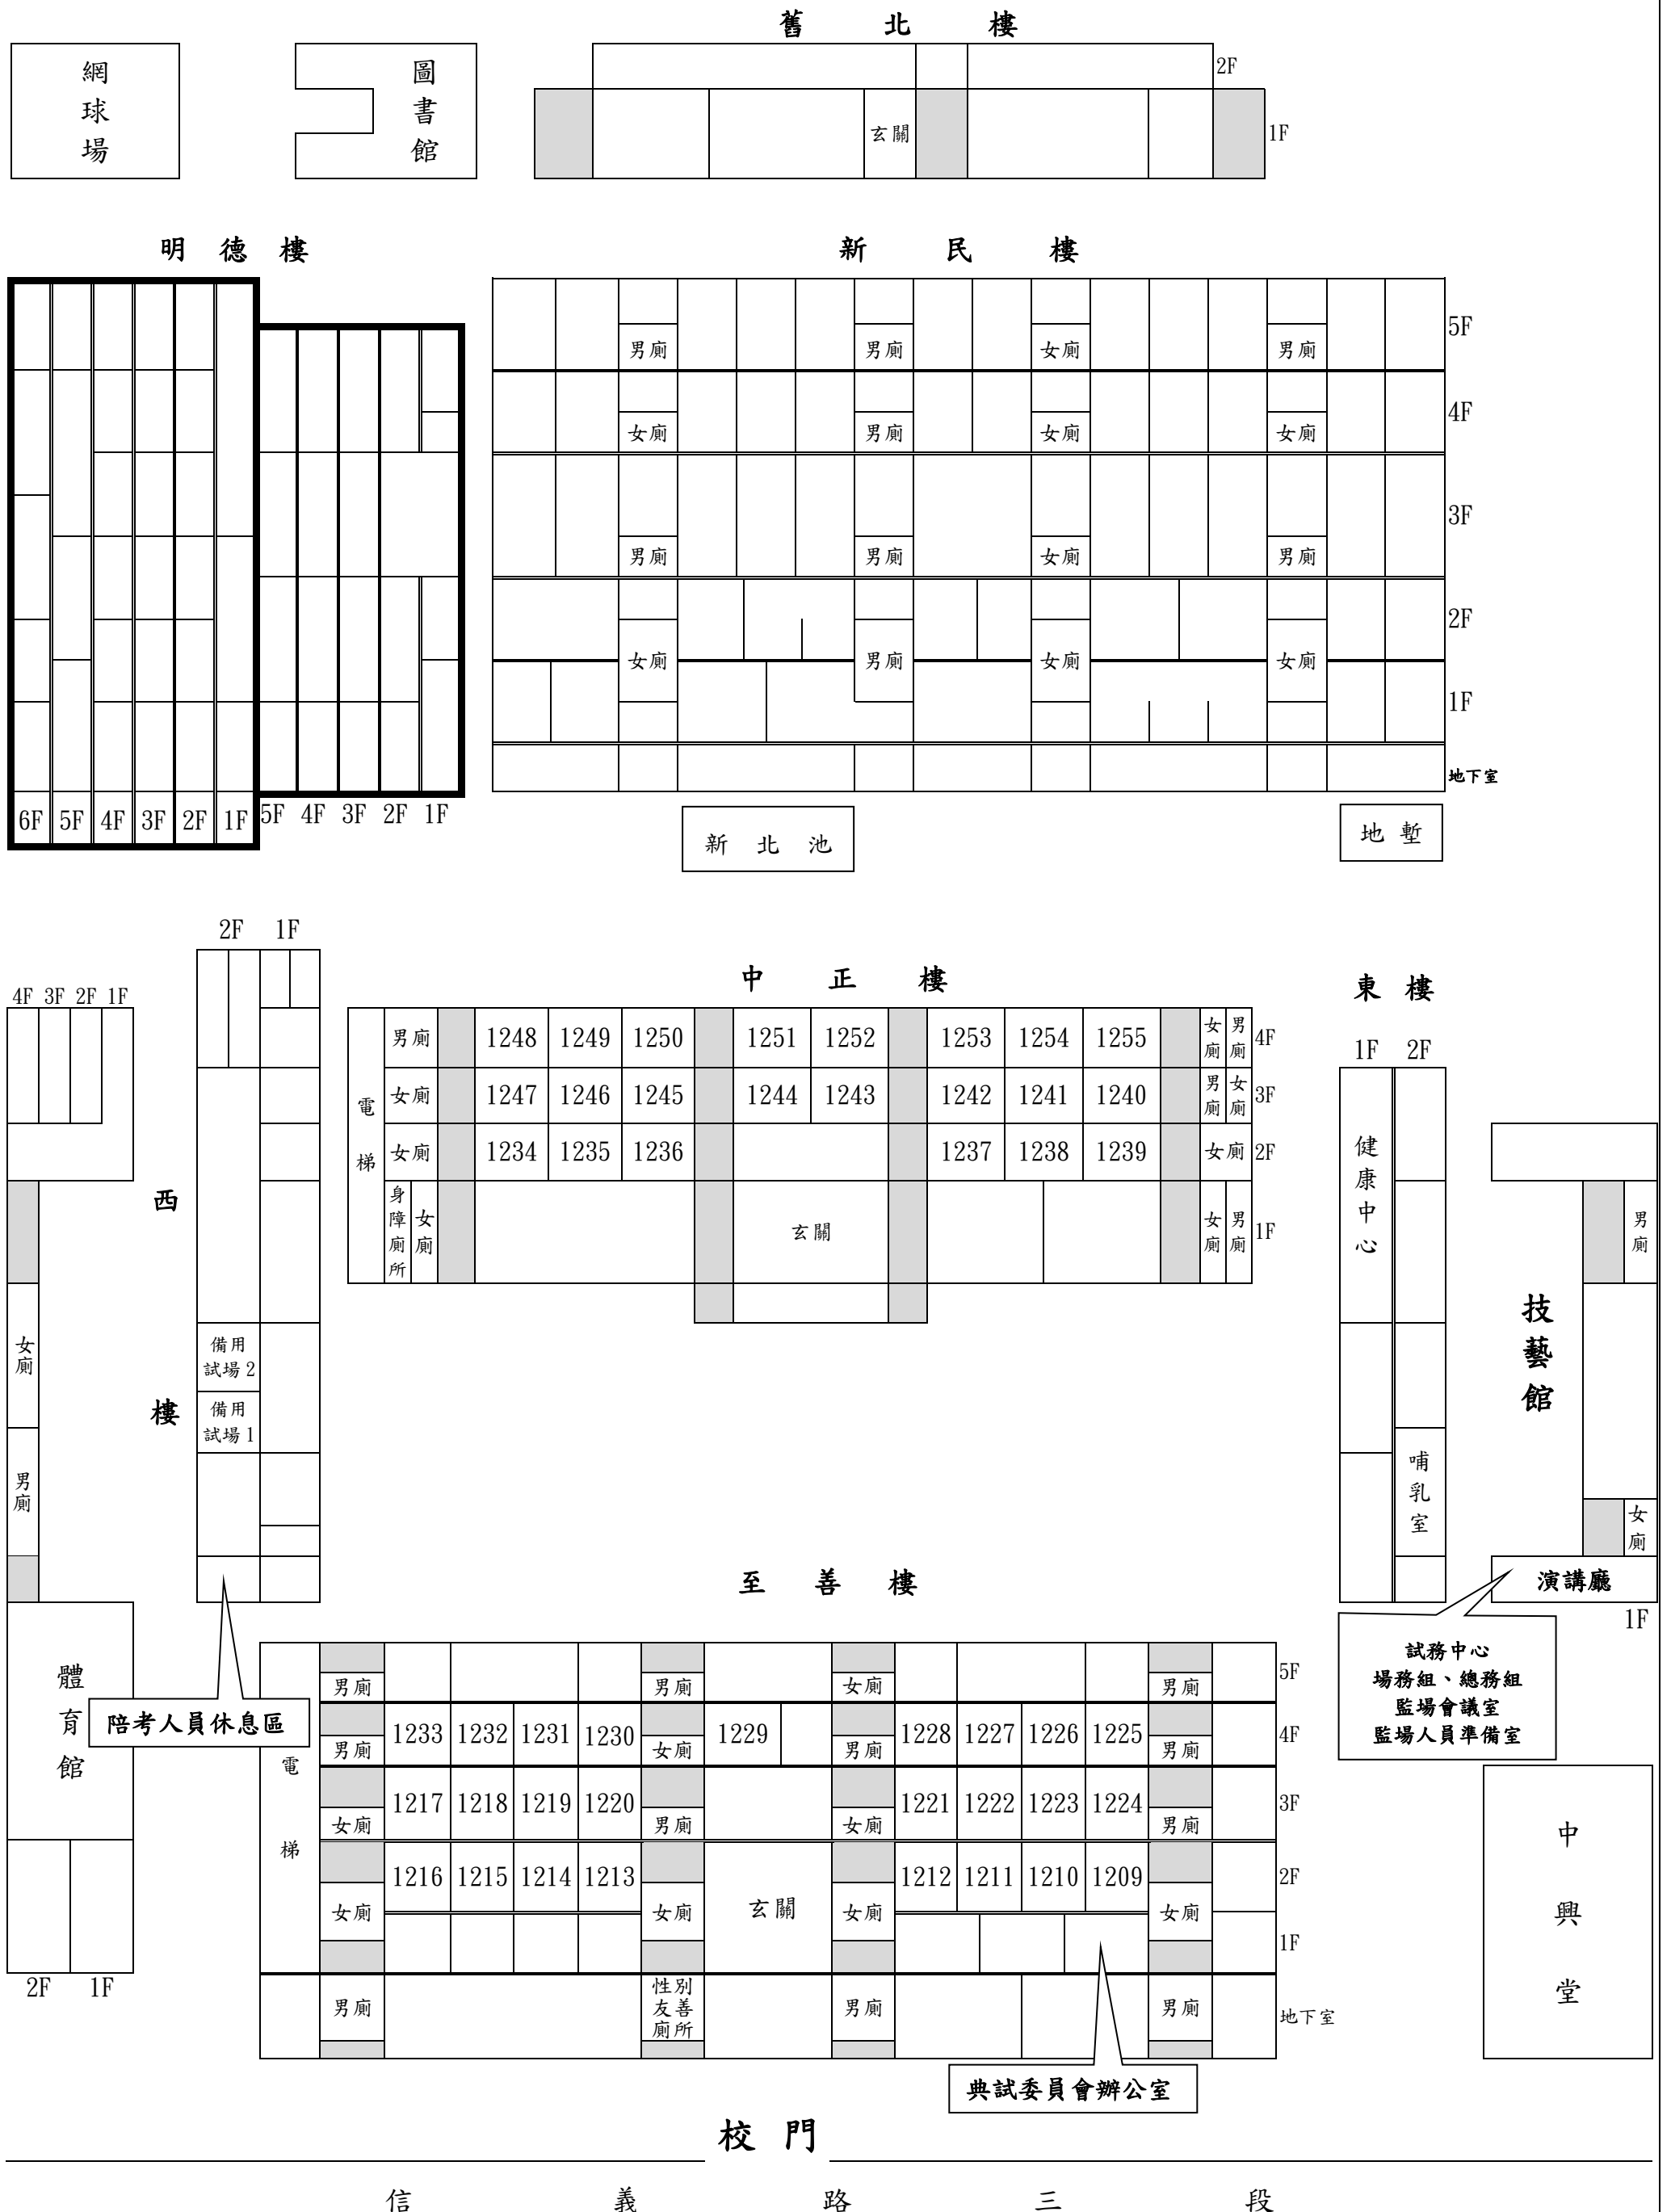 舊北樓
網球場
圖書館
2F
玄關
1F
明德樓
新民樓
男廁 男廁 女廁 男廁 5F
女廁 男廁 女廁 女廁 4F
男廁 男廁 女廁 男廁 3F
2F
女廁 男廁 女廁 女廁
1F
地下室
6F 5F 4F 3F 2F 1F 5F 4F 3F 2F 1F
新北池
地塹
2F 1F
中正樓
東樓
4F 3F 2F 1F
電梯
男廁 1248 1249 1250 1251 1252 1253 1254 1255 女廁 男廁 4F
女廁 1247 1246 1245 1244 1243 1242 1241 1240 男廁 女廁 3F
女廁 1234 1235 1236 1237 1238 1239 女廁 2F
身障廁所 女廁 玄關 女廁 男廁 1F
1F 2F
健康中心
西樓
男廁
備用
試場2
備用
試場1
女廁
男廁
技藝館
哺乳室
女廁
演講廳
1F
至善樓
試務中心
場務組、總務組
監場會議室
監場人員準備室
體育館
陪考人員休息區
電梯
男廁 男廁 女廁 男廁 5F
1233 1232 1231 1230 1229 1228 1227 1226 1225 4F
男廁 女廁 男廁 男廁
1217 1218 1219 1220 1221 1222 1223 1224 3F
女廁 男廁 女廁 男廁
1216 1215 1214 1213 1212 1211 1210 1209 2F
女廁 女廁 玄關 女廁 女廁
1F
2F 1F
男廁 性別友善廁所 男廁 男廁 地下室
中興堂
典試委員會辦公室
校門
信義路三段